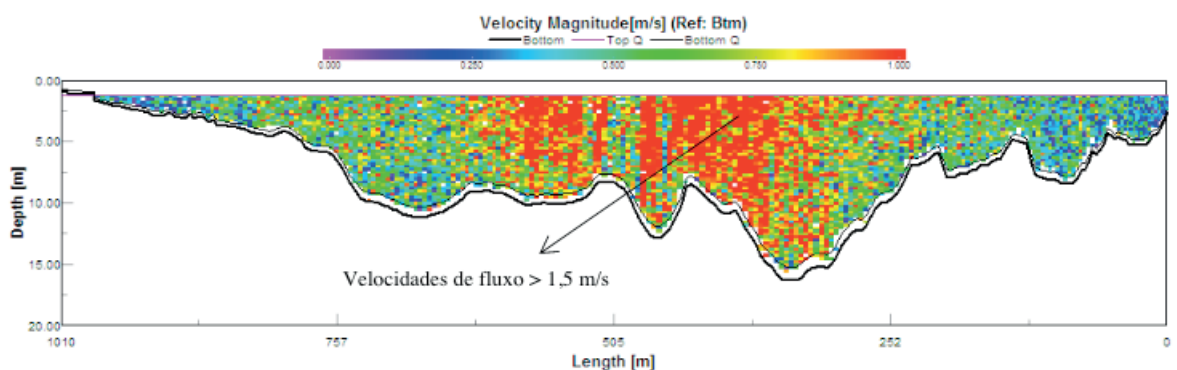 Velocity Magnitude[m/s] (Ref: Btm)
Bottom Top Q Bottom Q
0.000 0.250 0.500 0.750 1.000
0.00
5.00
10.00
15.00
20.00
Depth [m]
Velocidades de fluxo > 1,5 m/s
1010 757 505 252 0
Length [m]